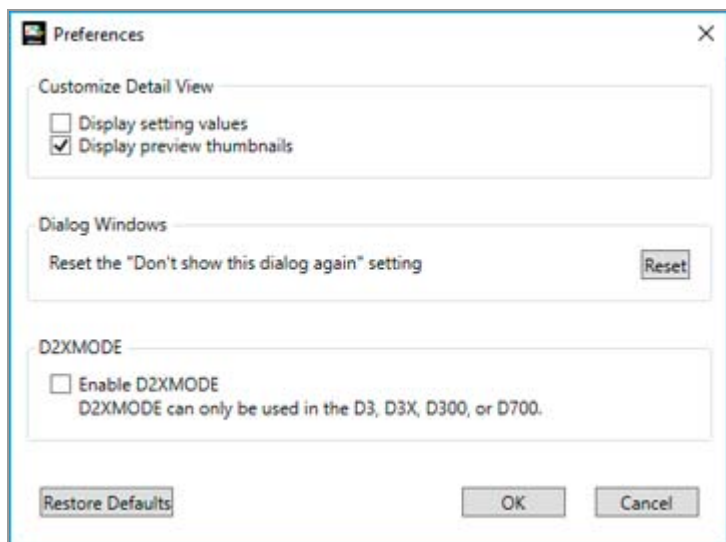 Preferences
Customize Detail View
Display setting values
Display preview thumbnails
Dialog Windows
Reset the "Don't show this dialog again" setting
Reset
D2XMODE
Enable D2XMODE
D2XMODE can only be used in the D3, D3X, D300, or D700.
Restore Defaults
OK
Cancel